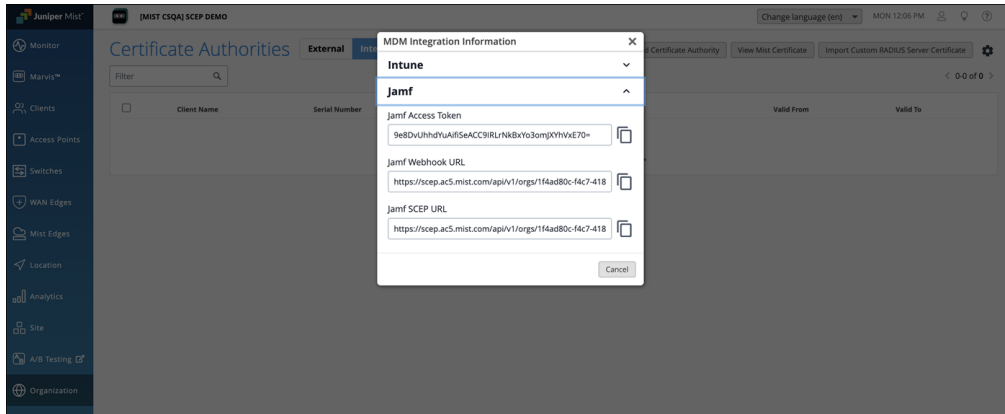 Juniper Mist™
[MIST CSQA] SCEP DEMO
Change language (en)
MON 12:06 PM
Monitor
Marvis™
Clients
Access Points
Switches
WAN Edges
Mist Edges
Location
Analytics
Site
A/B Testing
Organization
Certificate Authorities
External
Inte
d Certificate Authority
View Mist Certificate
Import Custom RADIUS Server Certificate
Filter
0-0 of 0
Client Name
Serial Number
Valid From
Valid To
MDM Integration Information
Intune
Jamf
Jamf Access Token
9e8DvUhhdYuAifiSeACC9IRLrNkBxYo3omJXYhVxE70=
Jamf Webhook URL
https://scep.ac5.mist.com/api/v1/orgs/1f4ad80c-f4c7-418
Jamf SCEP URL
https://scep.ac5.mist.com/api/v1/orgs/1f4ad80c-f4c7-418
Cancel